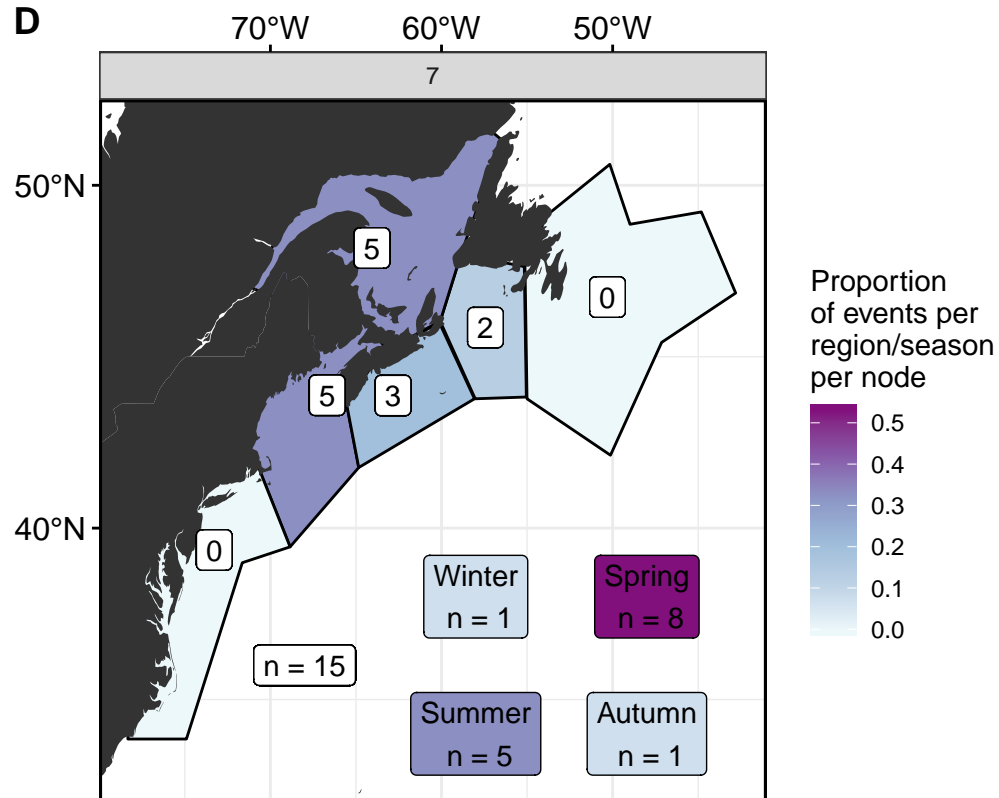 D
70°W 60°W 50°W
7
50°N
40°N
5
0
2
5
3
0
Winter
n = 1
Spring
n = 8
n = 15
Summer
n = 5
Autumn
n = 1
Proportion
of events per
region/season
per node
0.5
0.4
0.3
0.2
0.1
0.0